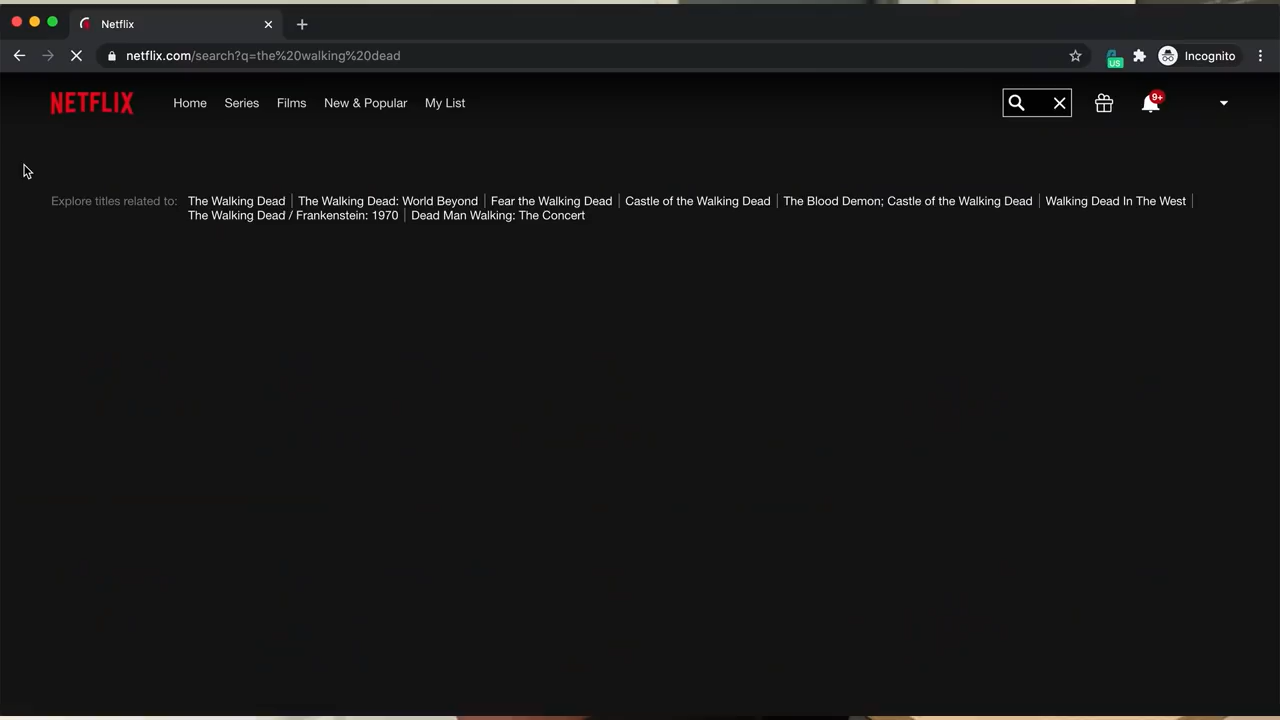 Netflix
netflix.com/search?q=the%20walking%20dead
US
Incognito
NETFLIX
Home
Series
Films
New & Popular
My List
9+
Explore titles related to:
The Walking Dead | The Walking Dead: World Beyond | Fear the Walking Dead | Castle of the Walking Dead | The Blood Demon; Castle of the Walking Dead | Walking Dead In The West |
The Walking Dead / Frankenstein: 1970 | Dead Man Walking: The Concert